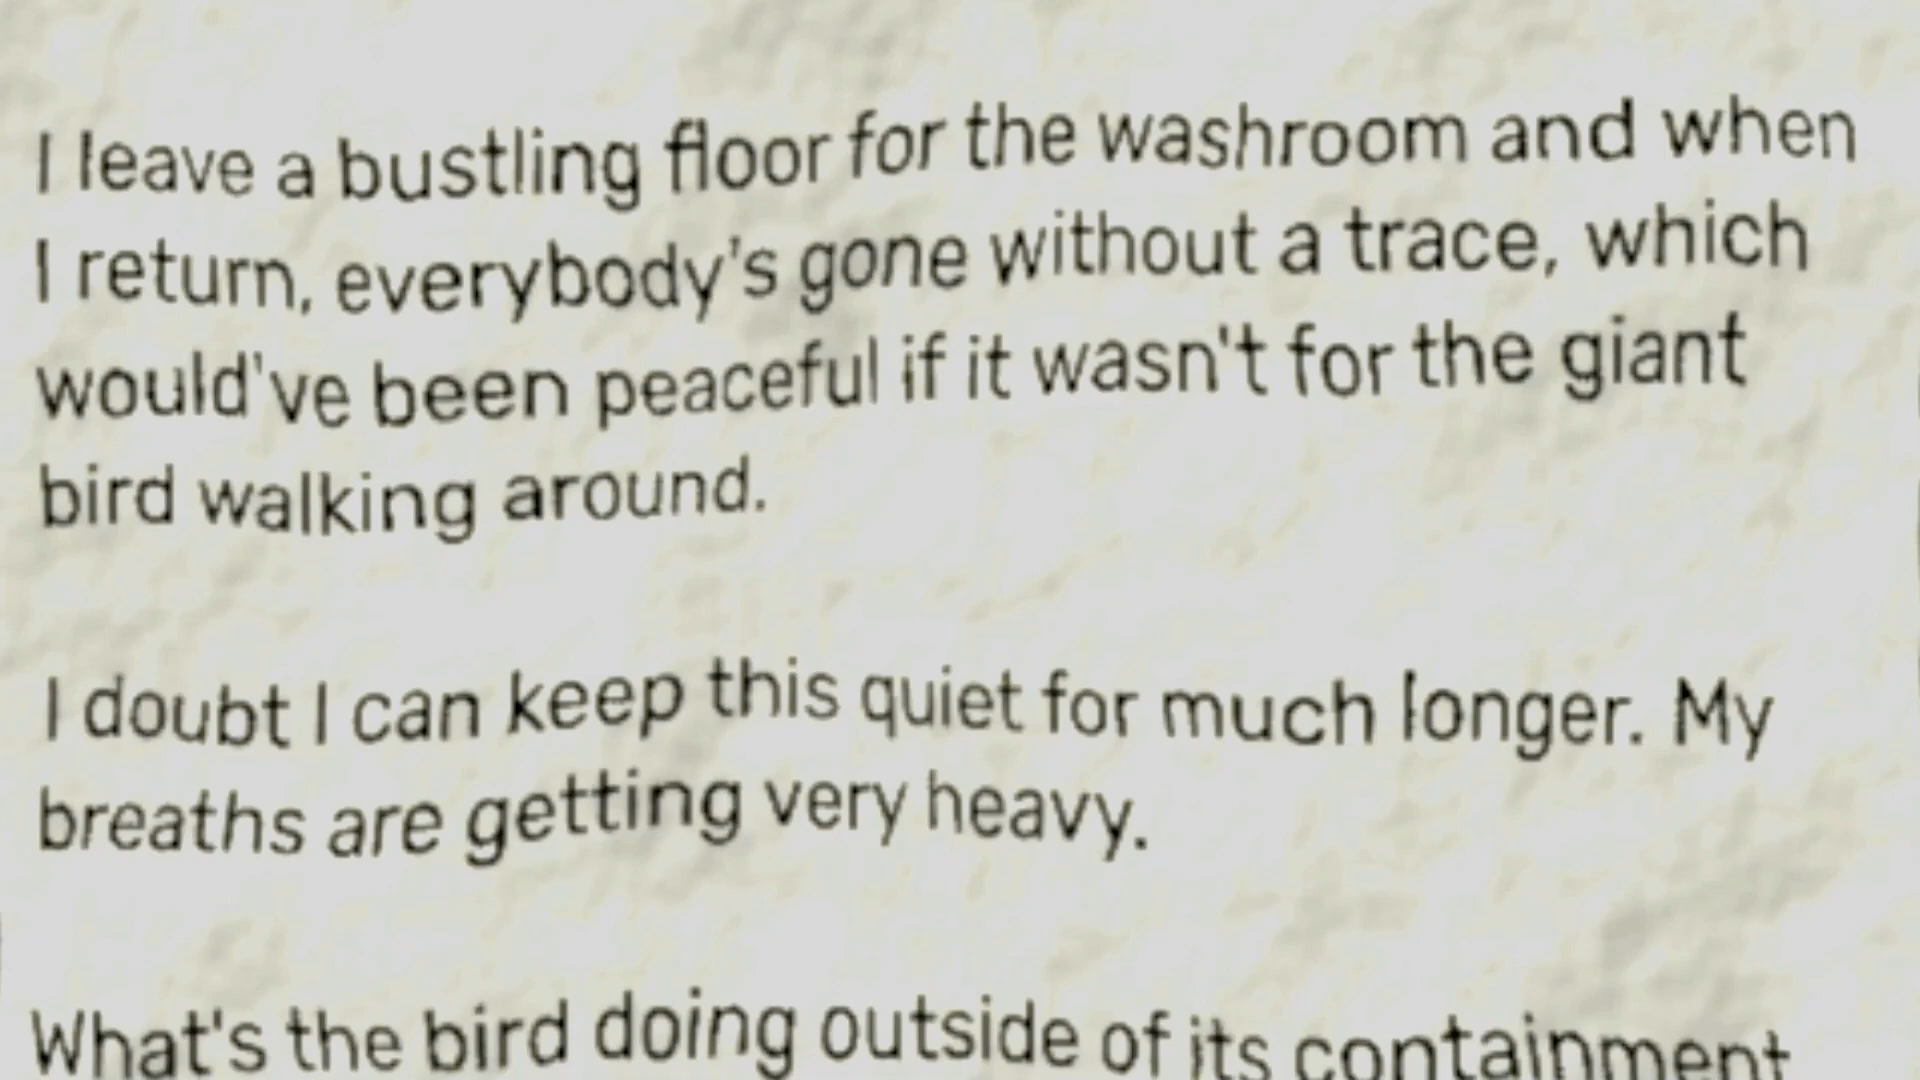 I leave a bustling floor for the washroom and when
I return, everybody's gone without a trace, which
would've been peaceful if it wasn't for the giant
bird walking around.
I doubt I can keep this quiet for much longer. My
breaths are getting very heavy.
What's the bird doing outside of its containment